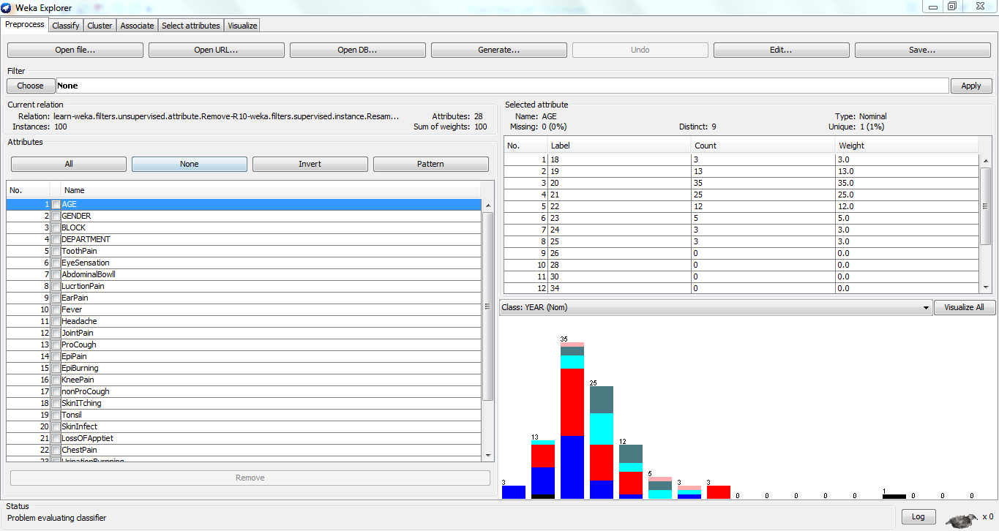 Weka Explorer
Preprocess Classify Cluster Associate Select attributes Visualize
Open file... Open URL... Open DB... Generate... Undo Edit... Save...
Filter
Choose None Apply
Current relation
Relation: learn-weka.filters.unsupervised.attribute.Remove-R10-weka.filters.supervised.instance.Resam... Attributes: 28
Instances: 100 Sum of weights: 100
Attributes
All None Invert Pattern
No. Name
1 AGE
2 GENDER
3 BLOCK
4 DEPARTMENT
5 ToothPain
6 EyeSensation
7 AbdominalBowll
8 LucrtionPain
9 EarPain
10 Fever
11 Headache
12 JointPain
13 ProCough
14 EpiPain
15 EpiBurning
16 KneePain
17 nonProCough
18 SkinITching
19 Tonsil
20 SkinInfect
21 LossOFApptiet
22 ChestPain
23 UrinationBurnning
Remove
Selected attribute
Name: AGE Type: Nominal
Missing: 0 (0%) Distinct: 9 Unique: 1 (1%)
No. Label Count Weight
1 18 3 3.0
2 19 13 13.0
3 20 35 35.0
4 21 25 25.0
5 22 12 12.0
6 23 5 5.0
7 24 3 3.0
8 25 3 3.0
9 26 0 0.0
10 28 0 0.0
11 30 0 0.0
12 34 0 0.0
Class: YEAR (Nom) Visualize All
3 13 35 25 12 5 3 3 0 0 0 0 0 1 0 0 0
Status
Problem evaluating classifier Log x 0